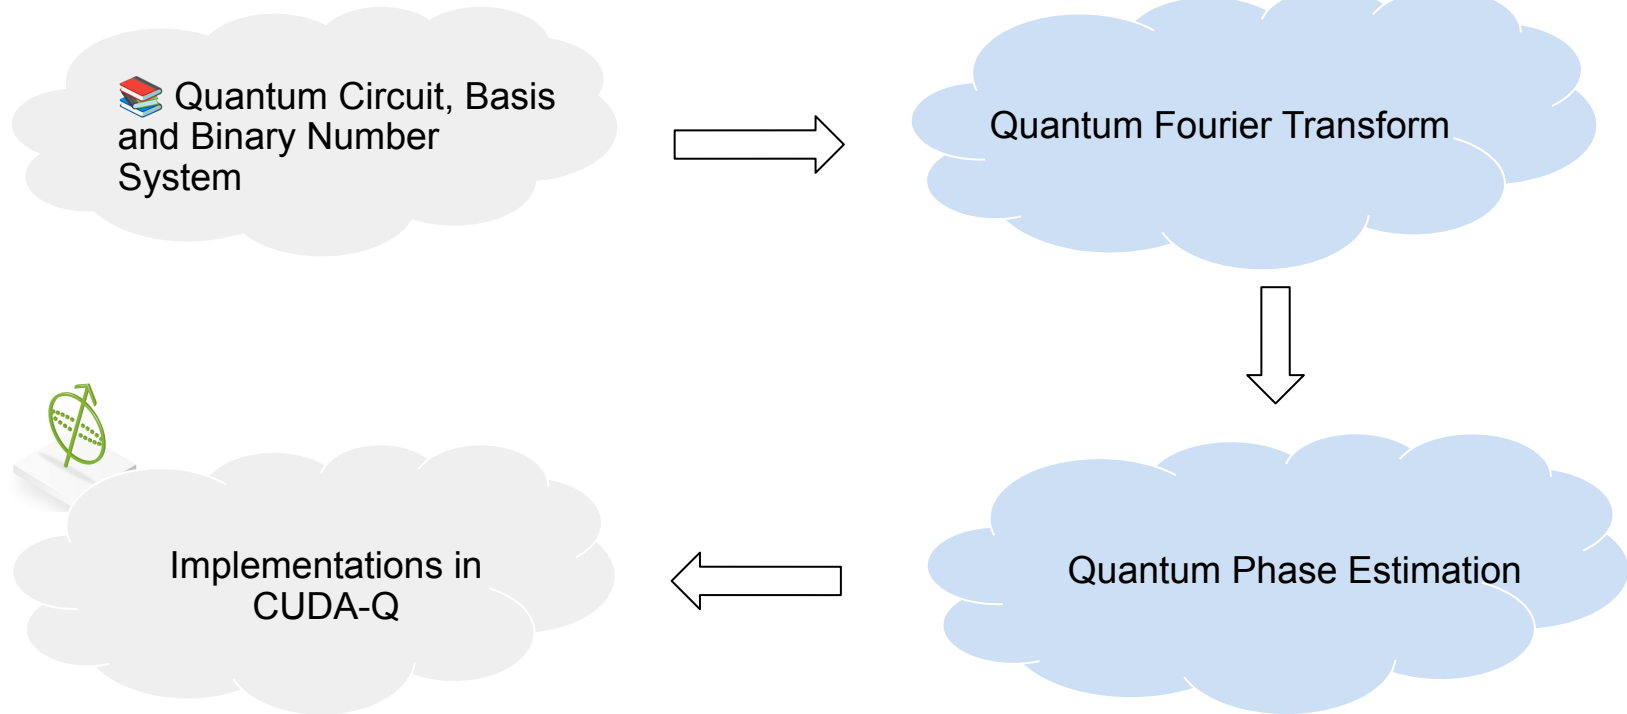 📚 Quantum Circuit, Basis
and Binary Number
System
Quantum Fourier Transform
Quantum Phase Estimation
Implementations in
CUDA-Q